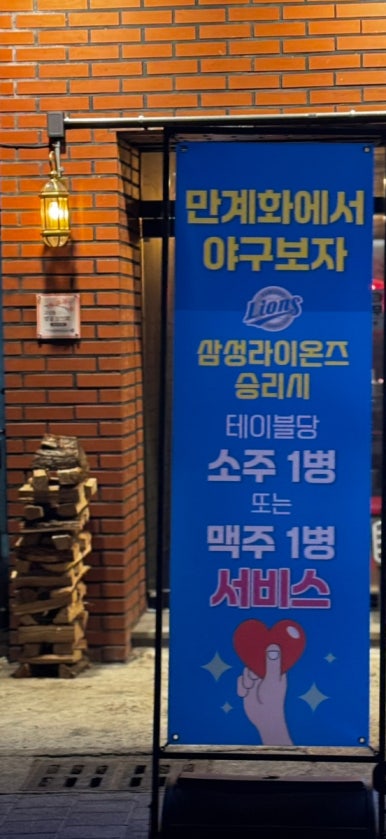 만계화에서
야구보자
Lions
삼성라이온즈
승리시
테이블당
소주 1병
또는
맥주 1병
서비스